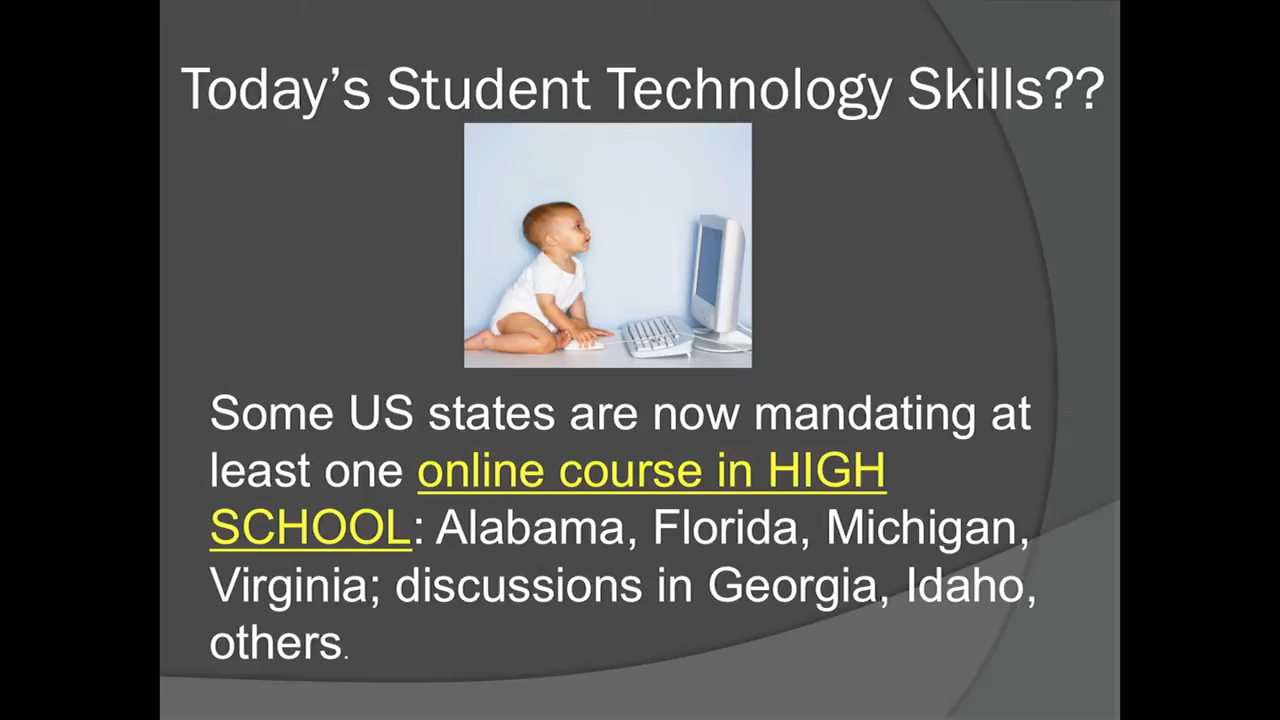 Today’s Student Technology Skills??
Some US states are now mandating at
least one online course in HIGH
SCHOOL: Alabama, Florida, Michigan,
Virginia; discussions in Georgia, Idaho,
others.